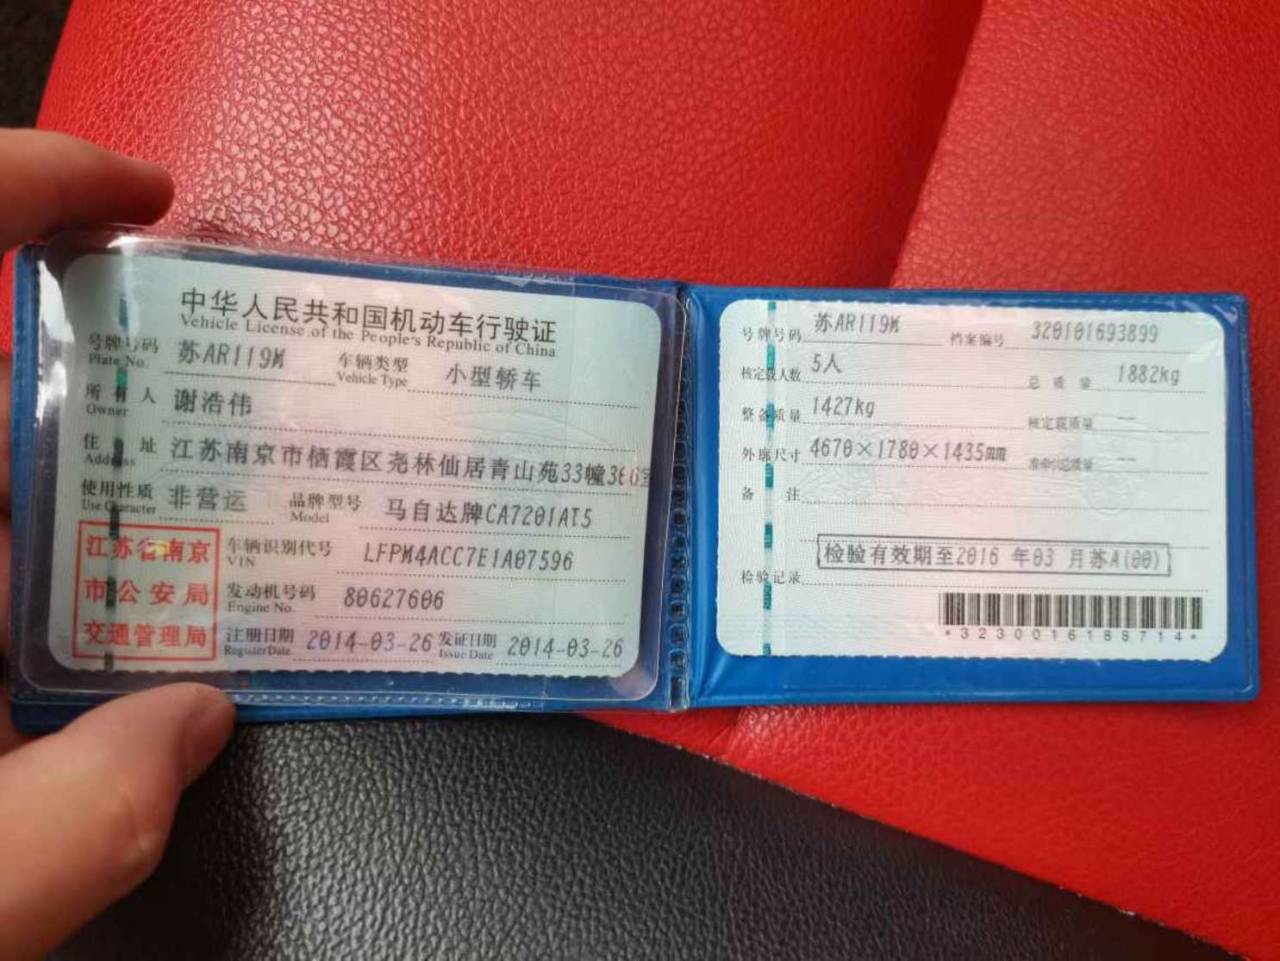 中华人民共和国机动车行驶证
Vehicle License of the People's Republic of China
号牌号码 苏AR119M 车辆类型 小型轿车
Plate No. Vehicle Type
所有人 谢浩伟
Owner
住址 江苏南京市栖霞区尧林仙居青山苑33幢306室
Address
使用性质 非营运 品牌型号 马自达牌CA7201AT5
Use Character Model
江苏省南京
市公安局
交通管理局
车辆识别代号 LFPM4ACC7E1A07596
VIN
发动机号码 80627606
Engine No.
注册日期 2014-03-26 发证日期 2014-03-26
Register Date Issue Date
号牌号码 苏AR119M 档案编号 320101693899
核定载人数 5人 总质量 1882kg
整备质量 1427kg 核定载质量 --
外廓尺寸 4670×1780×1435mm 准牵引总质量 --
备注
检验有效期至2016 年03 月苏A(00)
检验记录
*3230016188714*